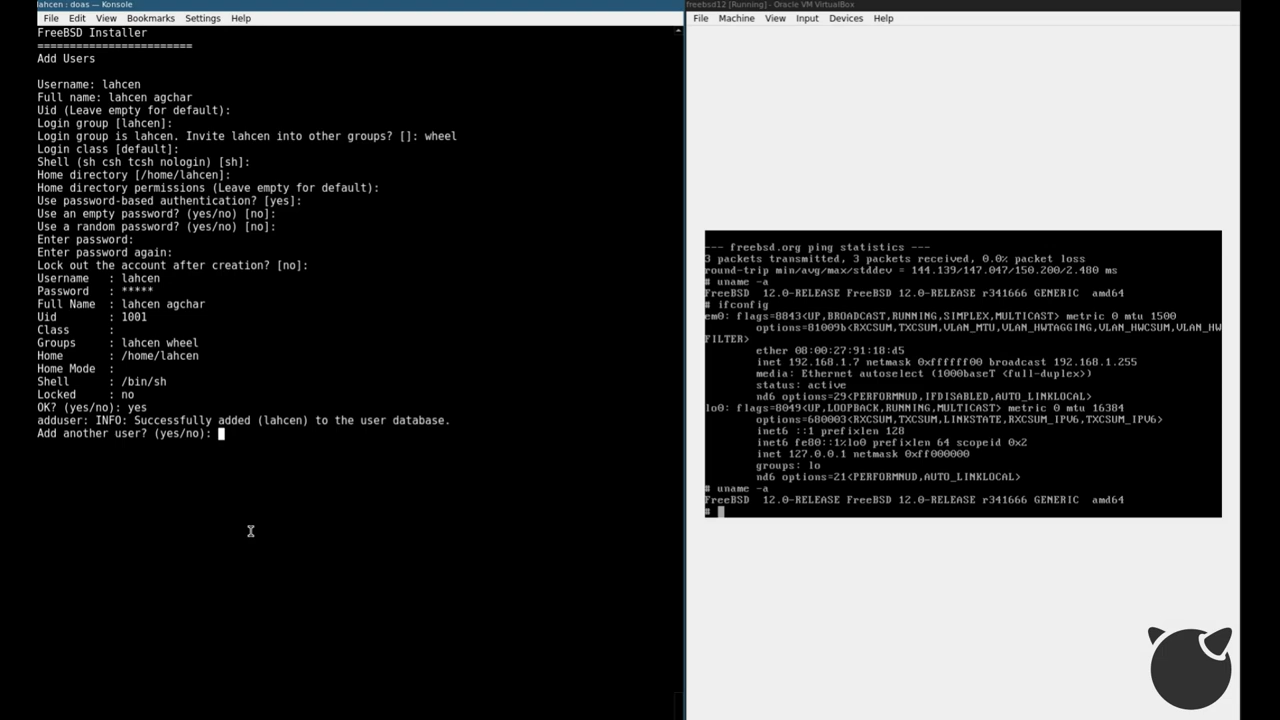 lahcen : doas — Konsole
File Edit View Bookmarks Settings Help
FreeBSD Installer
========================
Add Users
Username: lahcen
Full name: lahcen agchar
Uid (Leave empty for default):
Login group [lahcen]:
Login group is lahcen. Invite lahcen into other groups? []: wheel
Login class [default]:
Shell (sh csh tcsh nologin) [sh]:
Home directory [/home/lahcen]:
Home directory permissions (Leave empty for default):
Use password-based authentication? [yes]:
Use an empty password? (yes/no) [no]:
Use a random password? (yes/no) [no]:
Enter password:
Enter password again:
Lock out the account after creation? [no]:
Username : lahcen
Password : *****
Full Name : lahcen agchar
Uid : 1001
Class :
Groups : lahcen wheel
Home : /home/lahcen
Home Mode :
Shell : /bin/sh
Locked : no
OK? (yes/no): yes
adduser: INFO: Successfully added (lahcen) to the user database.
Add another user? (yes/no):
freebsd12 [Running] - Oracle VM VirtualBox
File Machine View Input Devices Help
--- freebsd.org ping statistics ---
3 packets transmitted, 3 packets received, 0.0% packet loss
round-trip min/avg/max/stddev = 144.139/147.047/150.200/2.480 ms
# uname -a
FreeBSD 12.0-RELEASE FreeBSD 12.0-RELEASE r341666 GENERIC amd64
# ifconfig
em0: flags=8843<UP,BROADCAST,RUNNING,SIMPLEX,MULTICAST> metric 0 mtu 1500
options=81009b<RXCSUM,TXCSUM,VLAN_MTU,VLAN_HWTAGGING,VLAN_HWCSUM,VLAN_HW
FILTER>
ether 08:00:27:91:18:d5
inet 192.168.1.7 netmask 0xffffff00 broadcast 192.168.1.255
media: Ethernet autoselect (1000baseT <full-duplex>)
status: active
nd6 options=29<PERFORMNUD,IFDISABLED,AUTO_LINKLOCAL>
lo0: flags=8049<UP,LOOPBACK,RUNNING,MULTICAST> metric 0 mtu 16384
options=680003<RXCSUM,TXCSUM,LINKSTATE,RXCSUM_IPV6,TXCSUM_IPV6>
inet6 ::1 prefixlen 128
inet6 fe80::1%lo0 prefixlen 64 scopeid 0x2
inet 127.0.0.1 netmask 0xff000000
groups: lo
nd6 options=21<PERFORMNUD,AUTO_LINKLOCAL>
# uname -a
FreeBSD 12.0-RELEASE FreeBSD 12.0-RELEASE r341666 GENERIC amd64
#